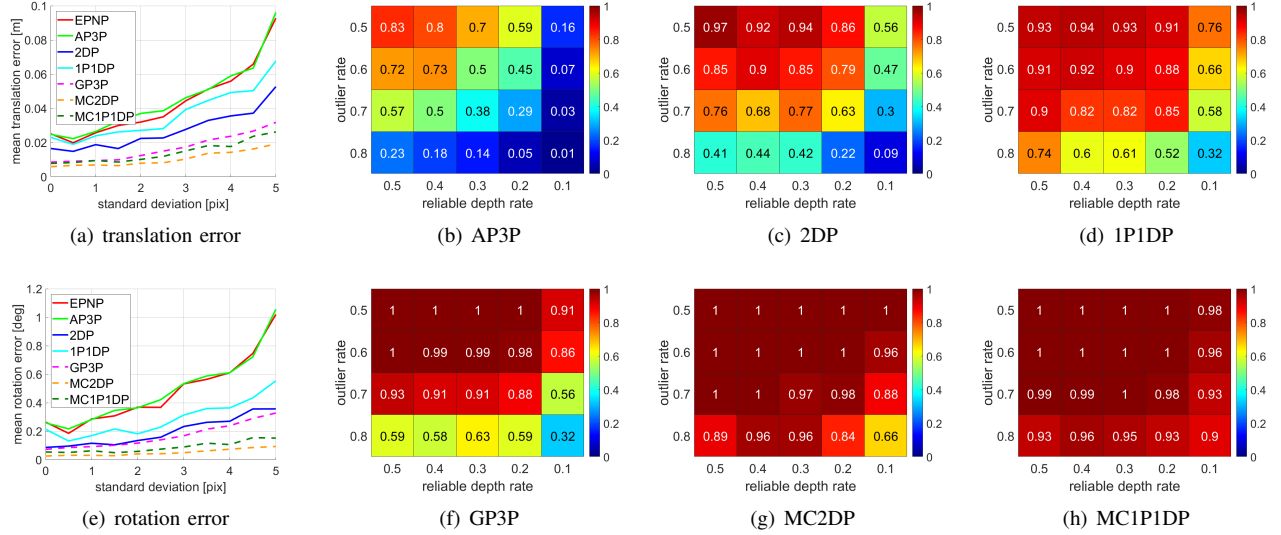 0.1
0.08
0.06
0.04
0.02
0
mean translation error [m]
EPNP
AP3P
2DP
1P1DP
GP3P
MC2DP
MC1P1DP
0 1 2 3 4 5
standard deviation [pix]
(a) translation error
outlier rate
0.5 0.83 0.8 0.7 0.59 0.16
0.6 0.72 0.73 0.5 0.45 0.07
0.7 0.57 0.5 0.38 0.29 0.03
0.8 0.23 0.18 0.14 0.05 0.01
0.5 0.4 0.3 0.2 0.1
reliable depth rate
1
0.8
0.6
0.4
0.2
0
(b) AP3P
outlier rate
0.5 0.97 0.92 0.94 0.86 0.56
0.6 0.85 0.9 0.85 0.79 0.47
0.7 0.76 0.68 0.77 0.63 0.3
0.8 0.41 0.44 0.42 0.22 0.09
0.5 0.4 0.3 0.2 0.1
reliable depth rate
1
0.8
0.6
0.4
0.2
0
(c) 2DP
outlier rate
0.5 0.93 0.94 0.93 0.91 0.76
0.6 0.91 0.92 0.9 0.88 0.66
0.7 0.9 0.82 0.82 0.85 0.58
0.8 0.74 0.6 0.61 0.52 0.32
0.5 0.4 0.3 0.2 0.1
reliable depth rate
1
0.8
0.6
0.4
0.2
0
(d) 1P1DP
1.2
1
0.8
0.6
0.4
0.2
0
mean rotation error [deg]
EPNP
AP3P
2DP
1P1DP
GP3P
MC2DP
MC1P1DP
0 1 2 3 4 5
standard deviation [pix]
(e) rotation error
outlier rate
0.5 1 1 1 1 0.91
0.6 1 0.99 0.99 0.98 0.86
0.7 0.93 0.91 0.91 0.88 0.56
0.8 0.59 0.58 0.63 0.59 0.32
0.5 0.4 0.3 0.2 0.1
reliable depth rate
1
0.8
0.6
0.4
0.2
0
(f) GP3P
outlier rate
0.5 1 1 1 1 1
0.6 1 1 1 1 0.96
0.7 1 1 0.97 0.98 0.88
0.8 0.89 0.96 0.96 0.84 0.66
0.5 0.4 0.3 0.2 0.1
reliable depth rate
1
0.8
0.6
0.4
0.2
0
(g) MC2DP
outlier rate
0.5 1 1 1 1 0.98
0.6 1 1 1 1 0.96
0.7 0.99 0.99 1 0.98 0.93
0.8 0.93 0.96 0.95 0.93 0.9
0.5 0.4 0.3 0.2 0.1
reliable depth rate
1
0.8
0.6
0.4
0.2
0
(h) MC1P1DP